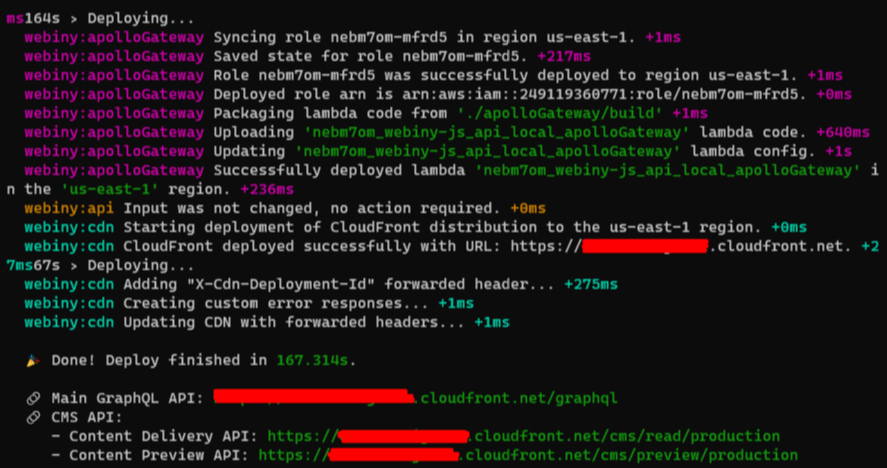 ms164s › Deploying...
webiny:apolloGateway Syncing role nebm7om-mfrd5 in region us-east-1. +1ms
webiny:apolloGateway Saved state for role nebm7om-mfrd5. +217ms
webiny:apolloGateway Role nebm7om-mfrd5 was successfully deployed to region us-east-1. +1ms
webiny:apolloGateway Deployed role arn is arn:aws:iam::249119360771:role/nebm7om-mfrd5. +0ms
webiny:apolloGateway Packaging lambda code from './apolloGateway/build' +1ms
webiny:apolloGateway Uploading 'nebm7om_webiny-js_api_local_apolloGateway' lambda code. +640ms
webiny:apolloGateway Updating 'nebm7om_webiny-js_api_local_apolloGateway' lambda config. +1s
webiny:apolloGateway Successfully deployed lambda 'nebm7om_webiny-js_api_local_apolloGateway' i
n the 'us-east-1' region. +236ms
webiny:api Input was not changed, no action required. +0ms
webiny:cdn Starting deployment of CloudFront distribution to the us-east-1 region. +0ms
webiny:cdn CloudFront deployed successfully with URL: https://.cloudfront.net. +2
7ms67s › Deploying...
webiny:cdn Adding "X-Cdn-Deployment-Id" forwarded header... +275ms
webiny:cdn Creating custom error responses... +1ms
webiny:cdn Updating CDN with forwarded headers... +1ms
🎉 Done! Deploy finished in 167.314s.
🔗 Main GraphQL API: .cloudfront.net/graphql
🔗 CMS API:
- Content Delivery API: https://.cloudfront.net/cms/read/production
- Content Preview API: https://.cloudfront.net/cms/preview/production